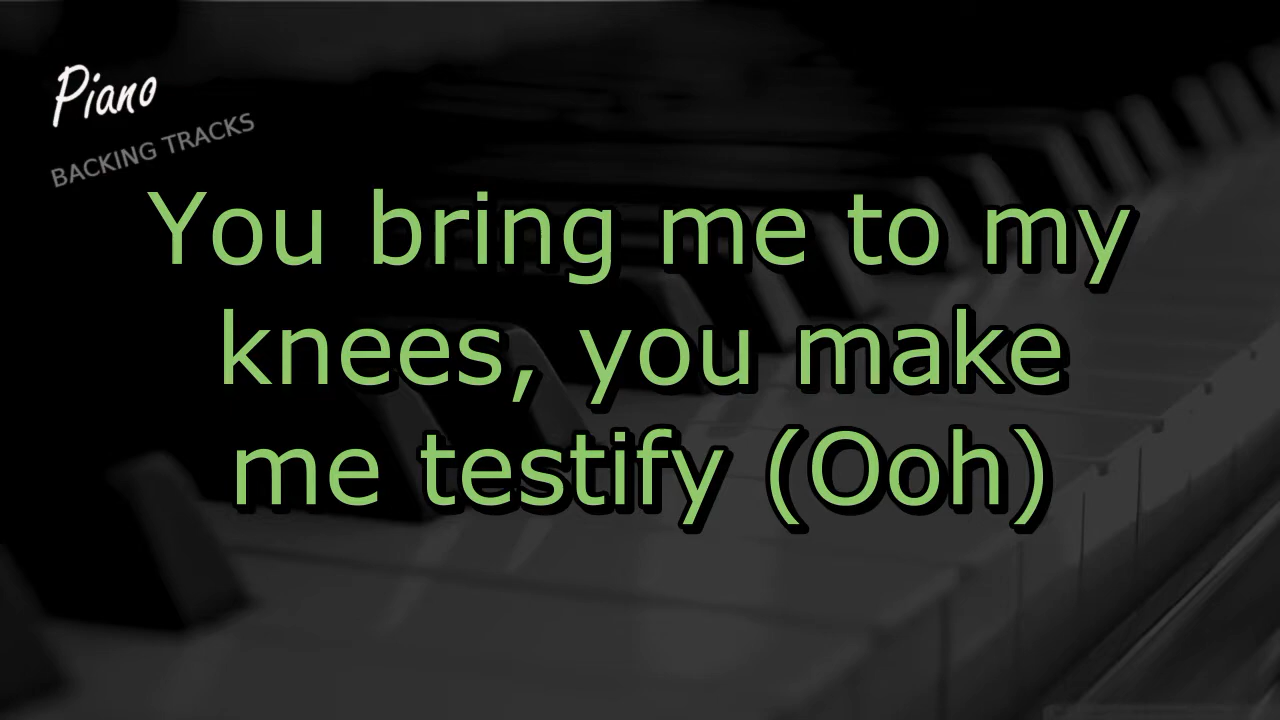 Piano
BACKING TRACKS
You bring me to my
knees, you make
me testify (Ooh)